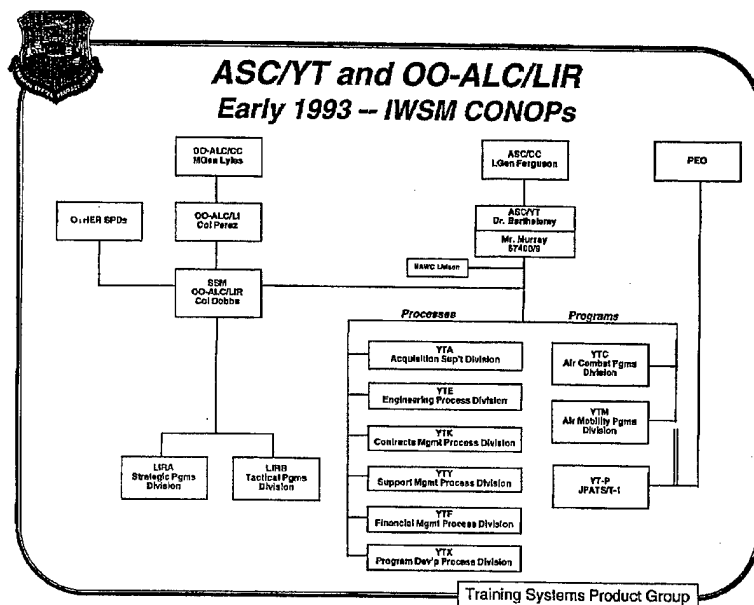 ASC/YT and OO-ALC/LIR
Early 1993 -- IWSM CONOPs
OO-ALC/CC
MGen Lyles
ASC/CC
LGen Ferguson
PEO
OTHER SPDs
OO-ALC/LI
Col Perez
ASC/YT
Dr. Barthelemy
Mr. Murray
57400/9
NAWC Liaison
SSM
OO-ALC/LIR
Col Dobbs
Processes
Programs
YTA
Acquisition Sup't Division
YTE
Engineering Process Division
YTK
Contracts Mgmt Process Division
YTY
Support Mgmt Process Division
YTF
Financial Mgmt Process Division
YTX
Program Dev'p Process Division
YTC
Air Combat Pgms
Division
YTM
Air Mobility Pgms
Division
YT-P
JPATS/T-1
LIRA
Strategic Pgms
Division
LIRB
Tactical Pgms
Division
Training Systems Product Group